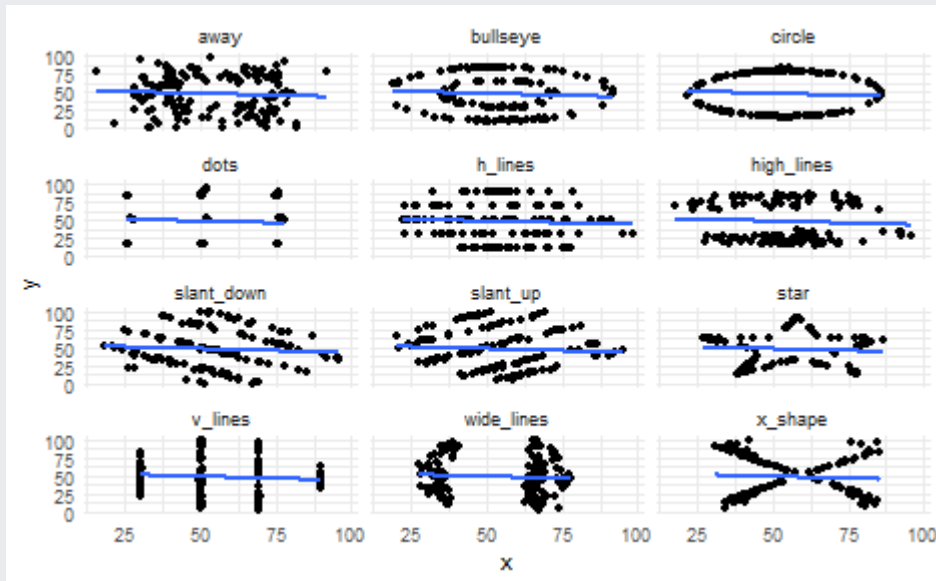 away bullseye circle
100
75
50
25
0
dots h_lines high_lines
100
75
50
25
0
y
slant_down slant_up star
100
75
50
25
0
v_lines wide_lines x_shape
100
75
50
25
0
25 50 75 100 25 50 75 100 25 50 75 100
x